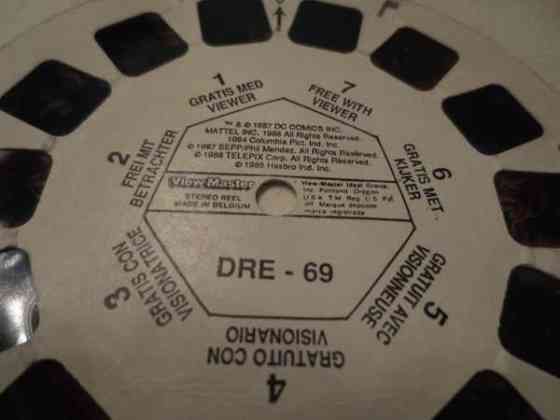 1
GRATIS MED
VIEWER
7
FREE WITH
VIEWER
2
FREI MIT
BETRACHTER
6
GRATIS MET
KIJKER
™ & © 1987 DC COMICS INC.
MATTEL INC. 1986 All Rights Reserved.
1984 Columbia Pict. Ind. Inc.
© 1987 SEPP/Phil Mendez. All Rights Reserved.
© 1988 TELEPIX Corp. All Rights Reserved.
© 1985 Hasbro Ind. Inc.
View-Master
STEREO REEL
MADE IN BELGIUM
View-Master Ideal Group,
Inc Portland Oregon
U.S.A TM Reg U.S Pat
off Marque deposee
marca registrada
DRE - 69
3
GRATIS CON
VISIONATRICE
5
GRATUIT AVEC
VISIONNEUSE
4
GRATUITO CON
VISIONARIO